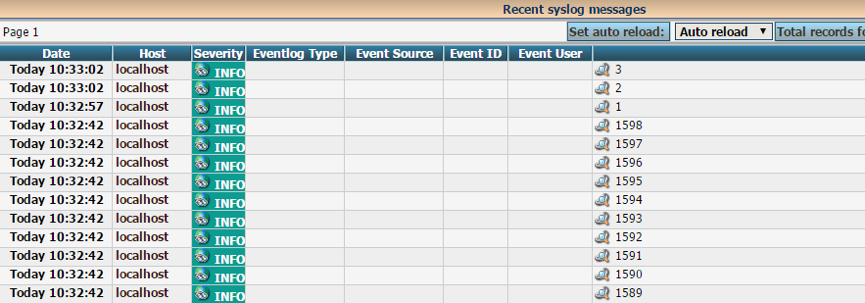 Recent syslog messages
Page 1 Set auto reload: Auto reload Total records fo
Date Host Severity Eventlog Type Event Source Event ID Event User
Today 10:33:02 localhost INFO 3
Today 10:33:02 localhost INFO 2
Today 10:32:57 localhost INFO 1
Today 10:32:42 localhost INFO 1598
Today 10:32:42 localhost INFO 1597
Today 10:32:42 localhost INFO 1596
Today 10:32:42 localhost INFO 1595
Today 10:32:42 localhost INFO 1594
Today 10:32:42 localhost INFO 1593
Today 10:32:42 localhost INFO 1592
Today 10:32:42 localhost INFO 1591
Today 10:32:42 localhost INFO 1590
Today 10:32:42 localhost INFO 1589